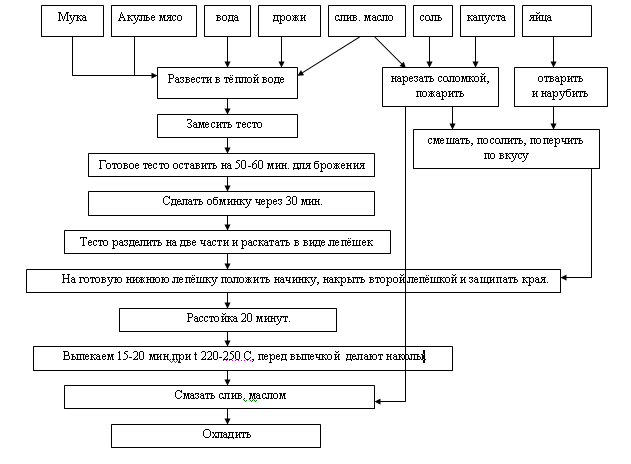 Мука
Акулье мясо
вода
дрожи
слив. масло
соль
капуста
яйца
Развести в тёплой воде
нарезать соломкой,
пожарить
отварить
и нарубить
Замесить тесто
смешать, посолить, поперчить
по вкусу
Готовое тесто оставить на 50-60 мин. для брожения
Сделать обминку через 30 мин.
Тесто разделить на две части и раскатать в виде лепёшек
На готовую нижнюю лепёшку положить начинку, накрыть второй лепёшкой и защипать края.
Расстойка 20 минут.
Выпекаем 15-20 мин,при t 220-250 С, перед выпечкой делают наколы
Смазать слив, маслом
Охладить